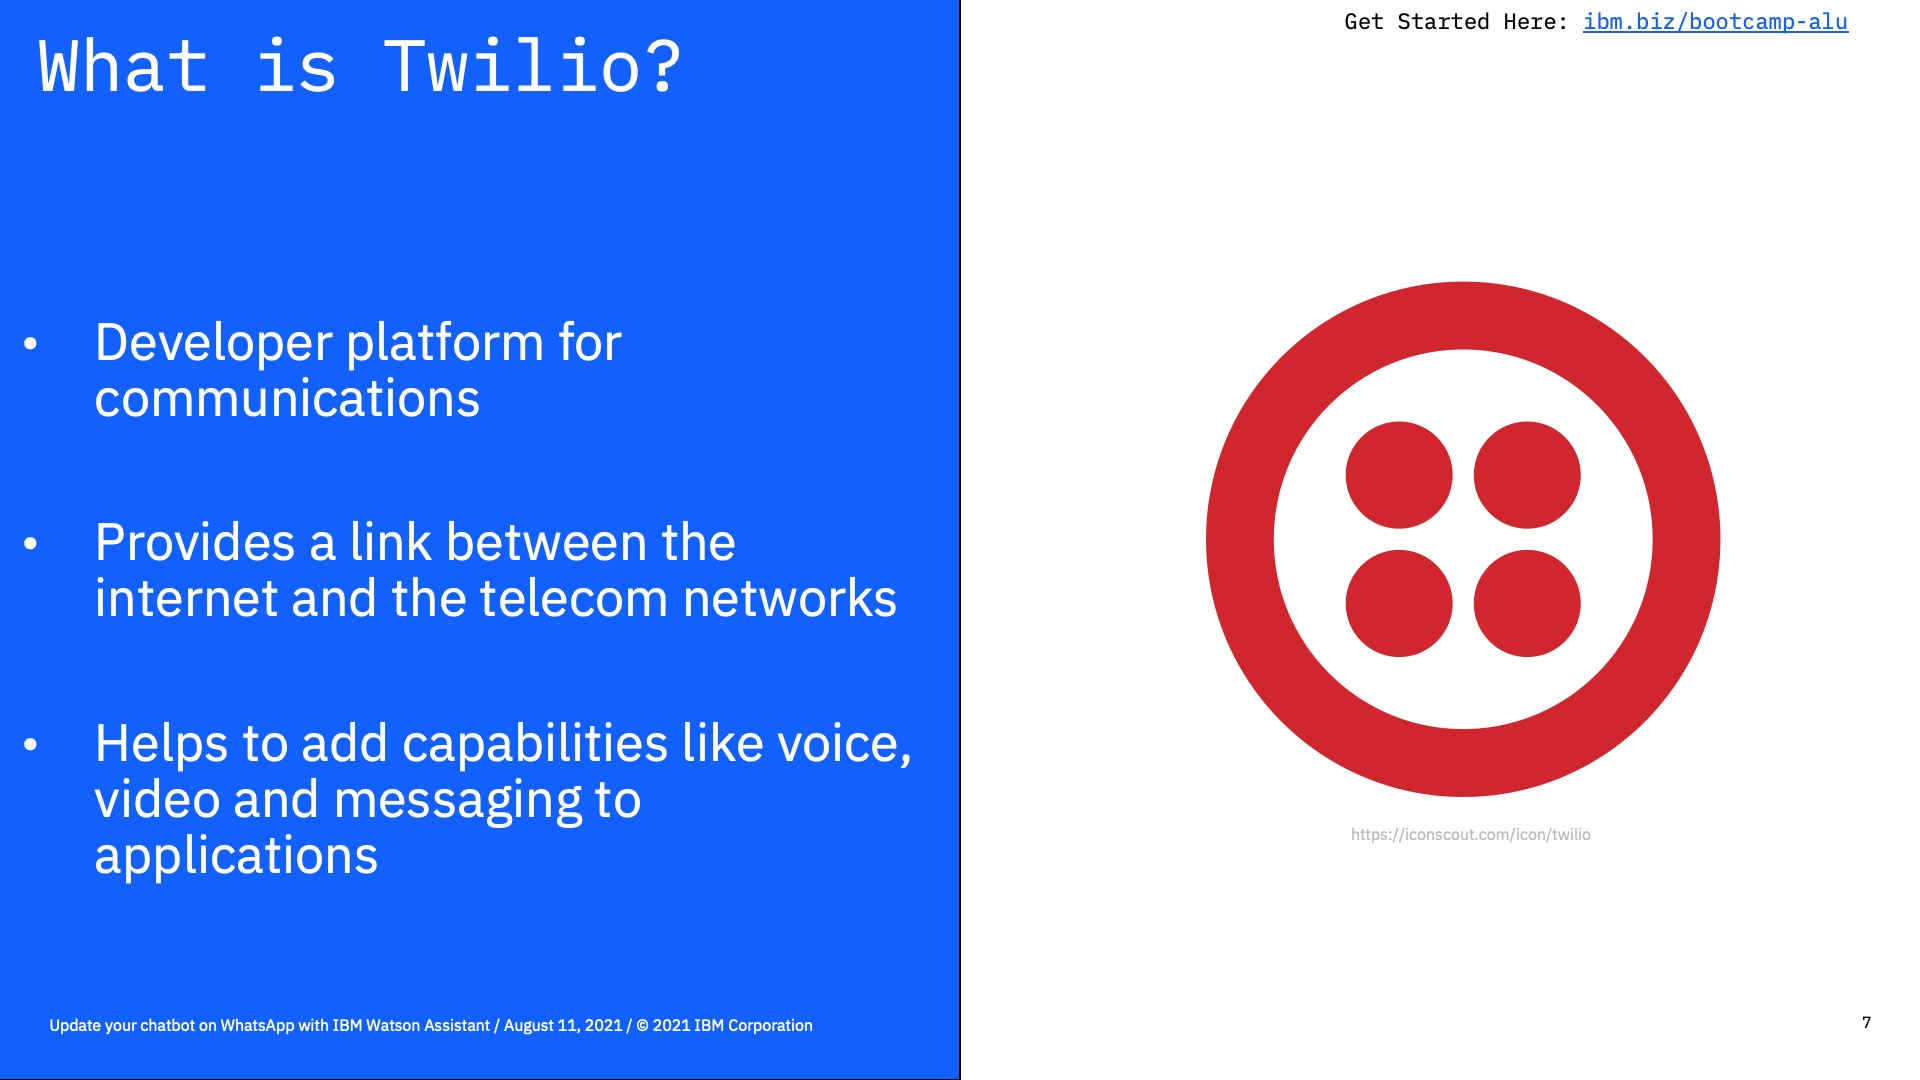 What is Twilio?
Get Started Here: ibm.biz/bootcamp-alu
• Developer platform for
communications
• Provides a link between the
internet and the telecom networks
• Helps to add capabilities like voice,
video and messaging to
applications
https://iconscout.com/icon/twilio
Update your chatbot on WhatsApp with IBM Watson Assistant / August 11, 2021 / © 2021 IBM Corporation
7